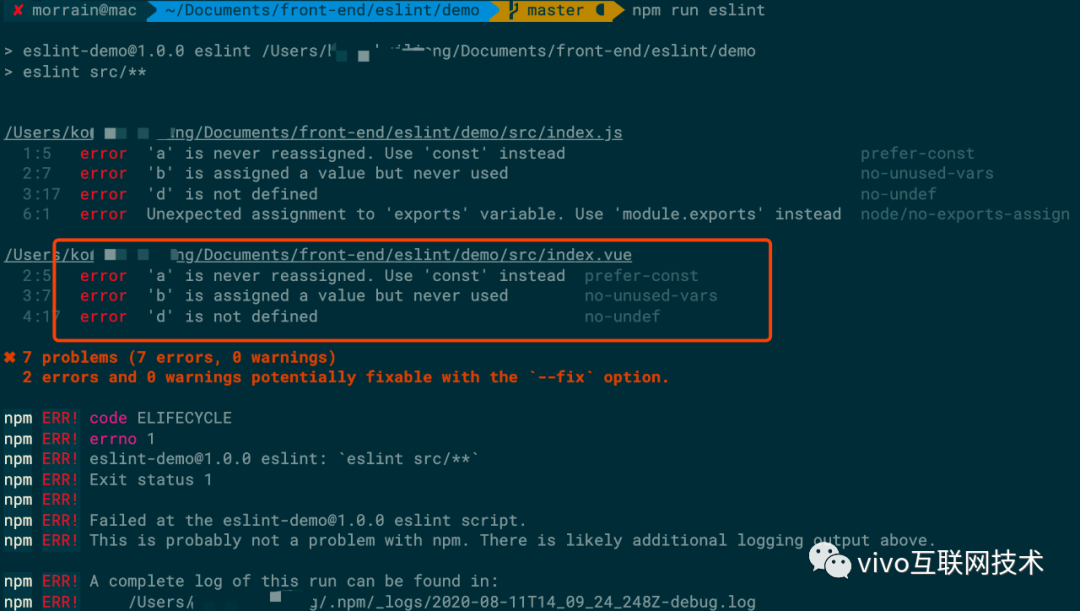 ✘ morrain@mac ~/Documents/front-end/eslint/demo master npm run eslint
> eslint-demo@1.0.0 eslint /Users/ ng/Documents/front-end/eslint/demo
> eslint src/**
/Users/ko ng/Documents/front-end/eslint/demo/src/index.js
1:5 error 'a' is never reassigned. Use 'const' instead prefer-const
2:7 error 'b' is assigned a value but never used no-unused-vars
3:17 error 'd' is not defined no-undef
6:1 error Unexpected assignment to 'exports' variable. Use 'module.exports' instead node/no-exports-assign
/Users/ko ng/Documents/front-end/eslint/demo/src/index.vue
2:5 error 'a' is never reassigned. Use 'const' instead prefer-const
3:7 error 'b' is assigned a value but never used no-unused-vars
4:17 error 'd' is not defined no-undef
✖ 7 problems (7 errors, 0 warnings)
2 errors and 0 warnings potentially fixable with the `--fix` option.
npm ERR! code ELIFECYCLE
npm ERR! errno 1
npm ERR! eslint-demo@1.0.0 eslint: `eslint src/**`
npm ERR! Exit status 1
npm ERR!
npm ERR! Failed at the eslint-demo@1.0.0 eslint script.
npm ERR! This is probably not a problem with npm. There is likely additional logging output above.
npm ERR! A complete log of this run can be found in:
npm ERR! /Users/ g/.npm/_logs/2020-08-11T14_09_24_248Z-debug.log
vivo互联网技术